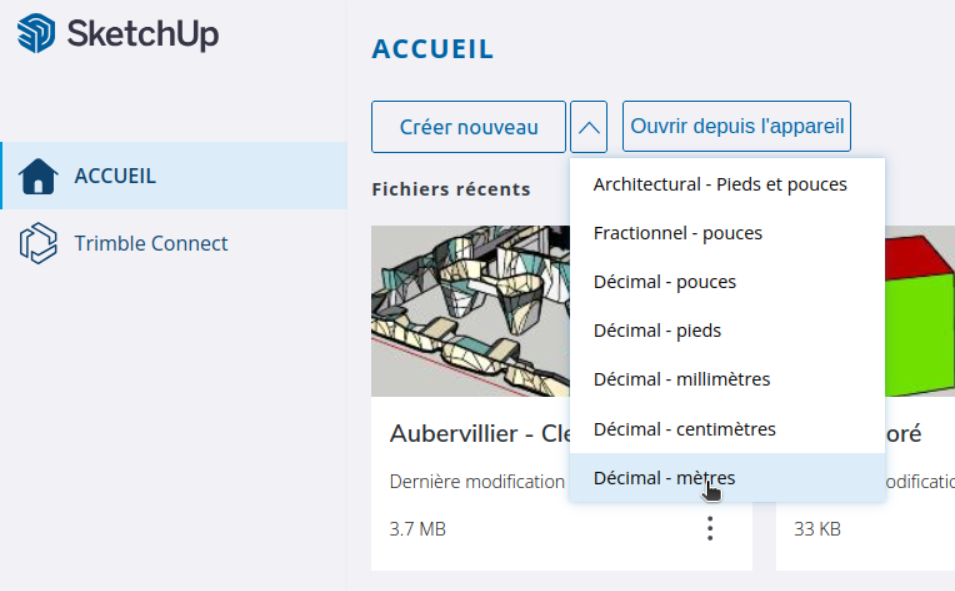 SketchUp
ACCUEIL
Créer nouveau
Ouvrir depuis l'appareil
ACCUEIL
Trimble Connect
Fichiers récents
Architectural - Pieds et pouces
Fractionnel - pouces
Décimal - pouces
Décimal - pieds
Décimal - millimètres
Décimal - centimètres
Décimal - mètres
Aubervillier - Cle
Dernière modification
3.7 MB
oré
odificatio
33 KB